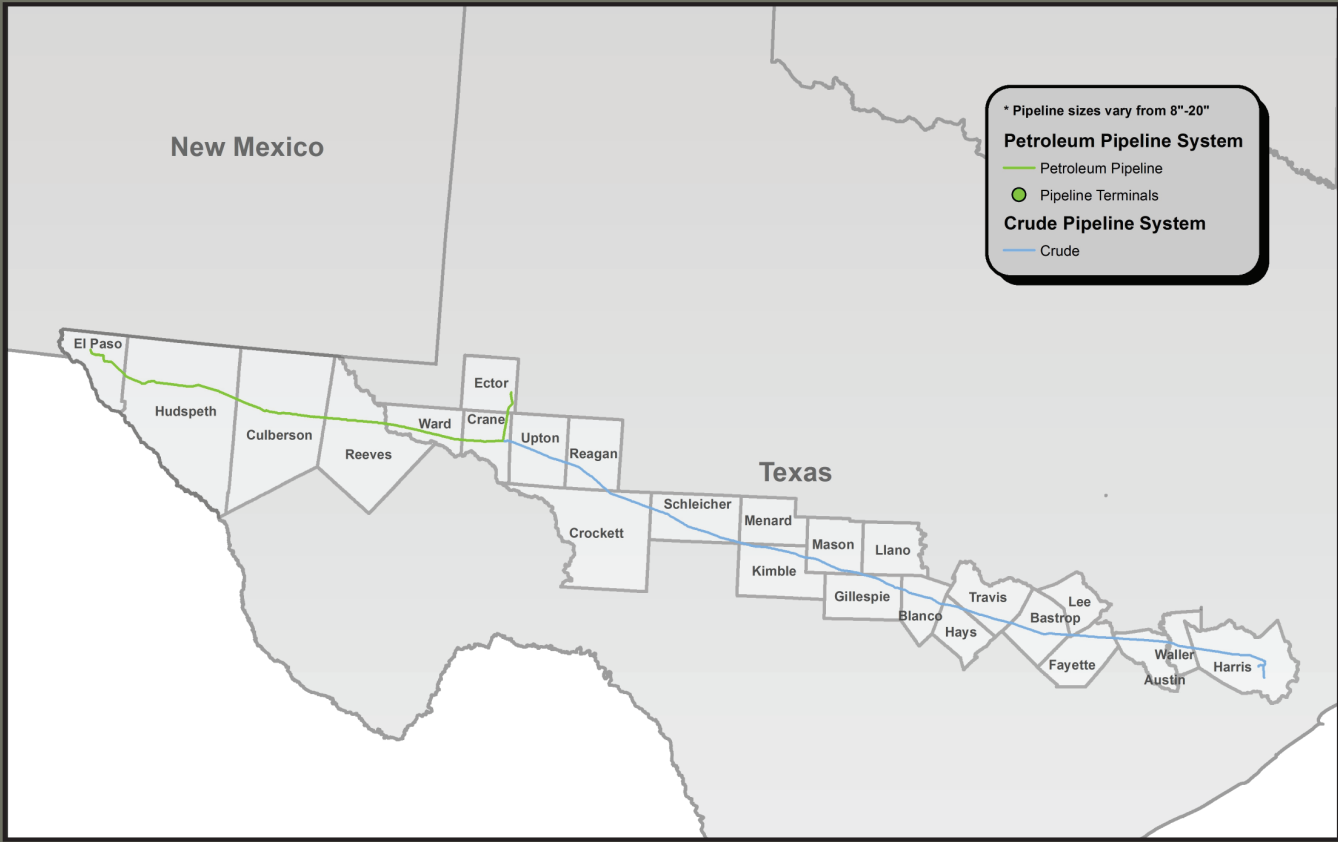 New Mexico
* Pipeline sizes vary from 8"-20"
Petroleum Pipeline System
Petroleum Pipeline
Pipeline Terminals
Crude Pipeline System
Crude
El Paso
Hudspeth
Culberson
Reeves
Ward
Ector
Crane
Upton
Reagan
Texas
Crockett
Schleicher
Menard
Kimble
Mason
Llano
Gillespie
Blanco
Hays
Travis
Bastrop
Lee
Fayette
Waller
Austin
Harris